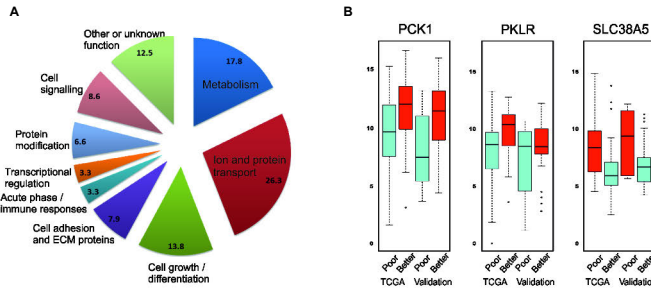 A
Other or unknown
function
12.5
17.8
Metabolism
Cell
signalling
8.6
Protein
modification
6.6
Ion and protein
transport
26.3
Transcriptional
regulation
3.3
Acute phase /
immune responses
3.3
Cell adhesion
and ECM proteins
7.9
13.8
Cell growth /
differentiation
B
PCK1
PKLR
SLC38A5
15
10
5
0
15
10
5
0
15
10
5
0
Poor Better Poor Better
TCGA Validation
Poor Better Poor Better
TCGA Validation
Poor Better Poor Better
TCGA Validation